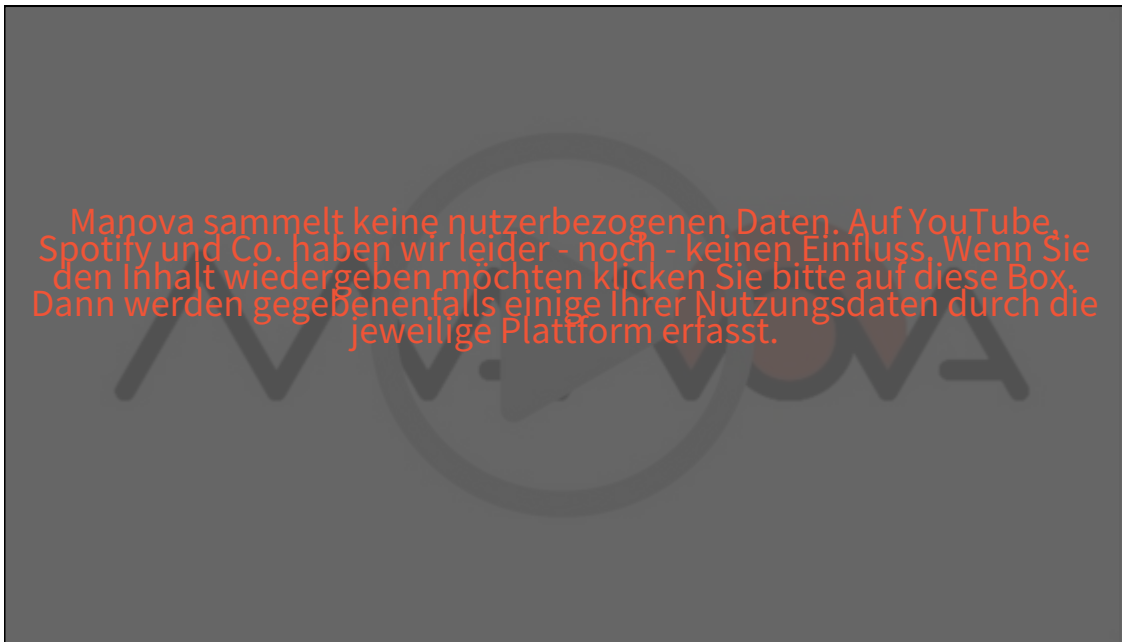 Manova sammelt keine nutzerbezogenen Daten. Auf YouTube,
Spotify und Co. haben wir leider - noch - keinen Einfluss. Wenn Sie
den Inhalt wiedergeben möchten klicken Sie bitte auf diese Box.
Dann werden gegebenenfalls einige Ihrer Nutzungsdaten durch die
jeweilige Plattform erfasst.
MANOVA